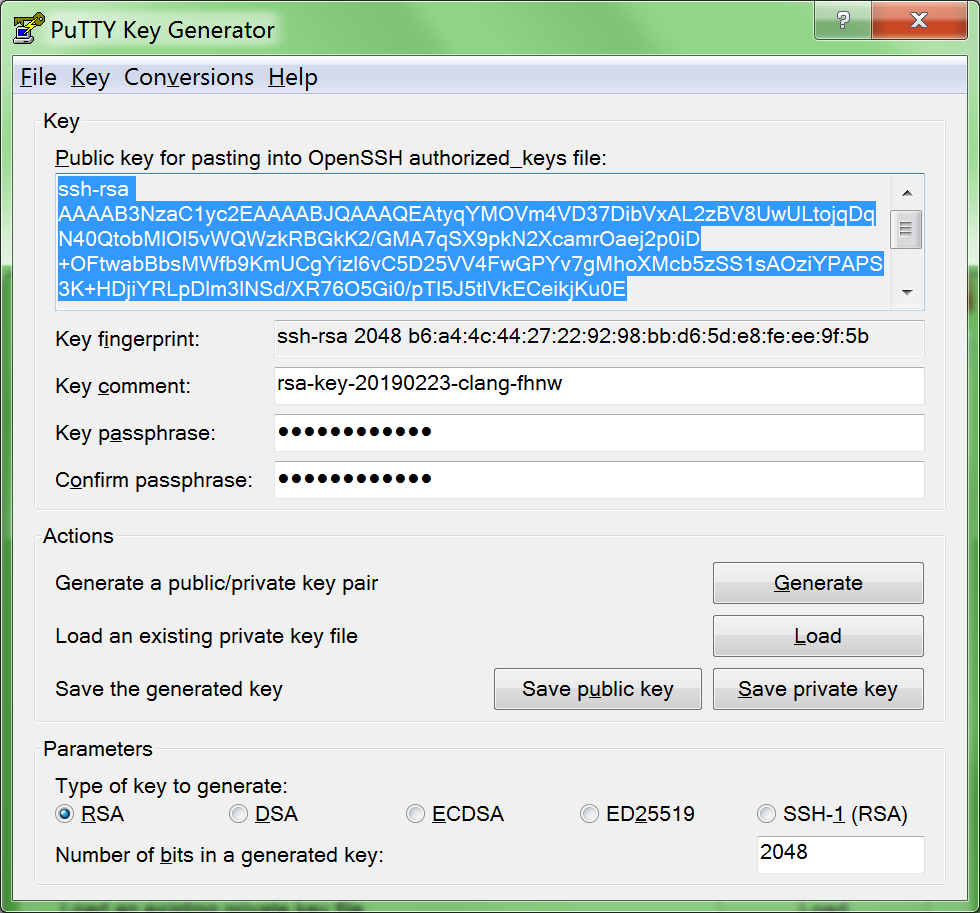 PuTTY Key Generator
File Key Conversions Help
Key
Public key for pasting into OpenSSH authorized_keys file:
ssh-rsa
AAAAB3NzaC1yc2EAAAABJQAAAQEAtyqYMOVm4VD37DibVxAL2zBV8UwULtojqDq
N40QtobMlOl5vWQWzkRBGkK2/GMA7qSX9pkN2XcamrOaej2p0iD
+OFtwabBbsMWfb9KmUCgYizl6vC5D25VV4FwGPYv7gMhoXMcb5zSS1sAOziYPAPS
3K+HDjiYRLpDlm3lNSd/XR76O5Gi0/pTI5J5tlVkECeikjKu0E
Key fingerprint: ssh-rsa 2048 b6:a4:4c:44:27:22:92:98:bb:d6:5d:e8:fe:ee:9f:5b
Key comment: rsa-key-20190223-clang-fhnw
Key passphrase: ●●●●●●●●●●●●
Confirm passphrase: ●●●●●●●●●●●●
Actions
Generate a public/private key pair Generate
Load an existing private key file Load
Save the generated key Save public key Save private key
Parameters
Type of key to generate:
RSA DSA ECDSA ED25519 SSH-1 (RSA)
Number of bits in a generated key: 2048